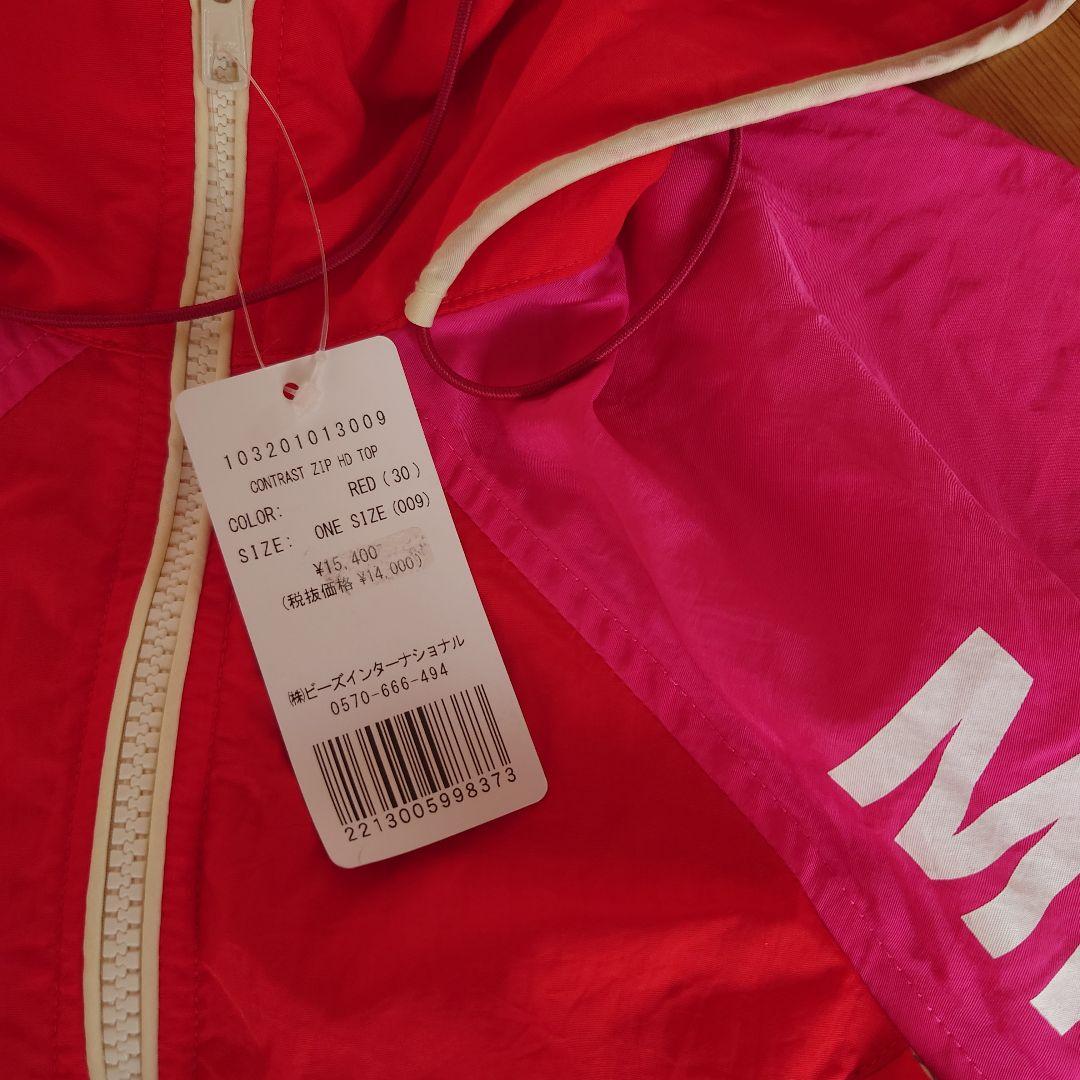 103201013009
CONTRAST ZIP HD TOP
COLOR: RED(30)
SIZE: ONE SIZE(009)
¥15,400
(税抜価格 ¥14,000)
㈱ビーズインターナショナル
0570-666-494
2213005998373
M